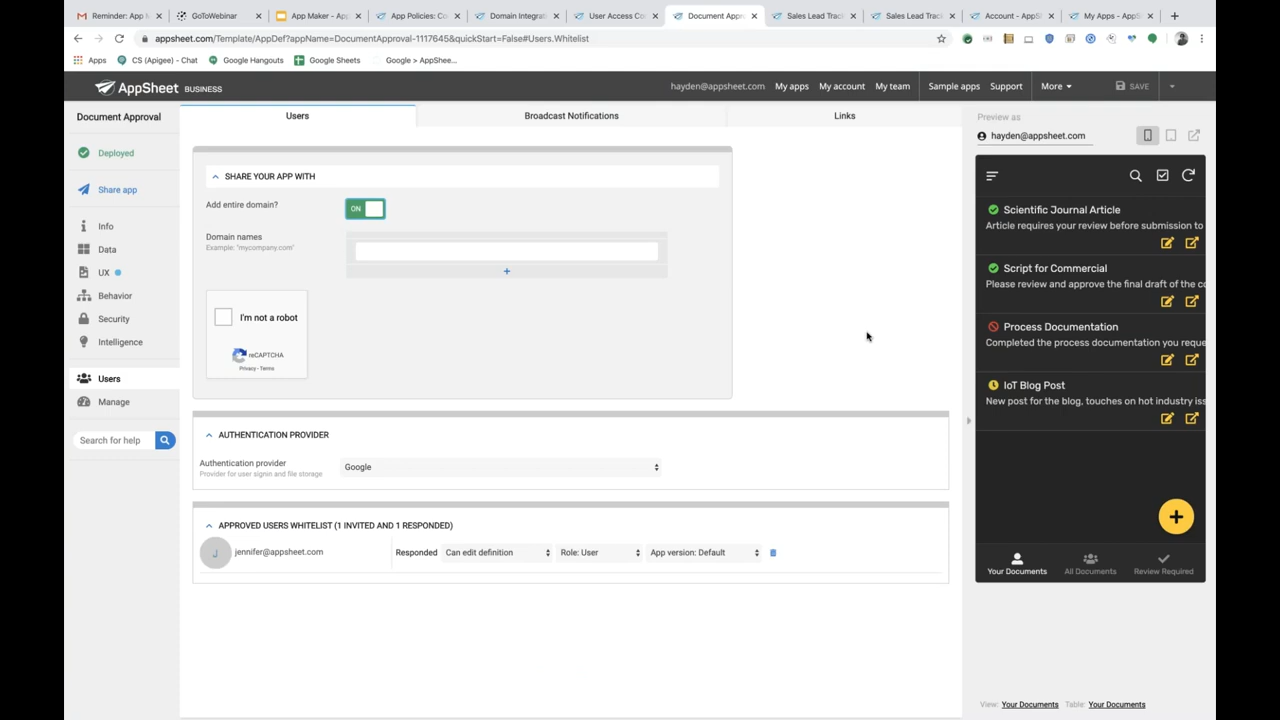 Reminder: App M
GoToWebinar
App Maker - Ap
App Policies: Co
Domain Integrat
User Access Co
Document Appro
Sales Lead Track
Sales Lead Track
Account - AppS
My Apps - AppS
appsheet.com/Template/AppDef?appName=DocumentApproval-1117645&quickStart=False#Users.Whitelist
Apps
CS (Apigee) - Chat
Google Hangouts
Google Sheets
Google > AppShee...
AppSheet BUSINESS
hayden@appsheet.com
My apps
My account
My team
Sample apps
Support
More
SAVE
Document Approval
Deployed
Share app
Info
Data
UX
Behavior
Security
Intelligence
Users
Manage
Search for help
Users
Broadcast Notifications
Links
SHARE YOUR APP WITH
Add entire domain?
ON
Domain names
Example: "mycompany.com"
+
I'm not a robot
reCAPTCHA
Privacy - Terms
AUTHENTICATION PROVIDER
Authentication provider
Provider for user signin and file storage
Google
APPROVED USERS WHITELIST (1 INVITED AND 1 RESPONDED)
J
jennifer@appsheet.com
Responded
Can edit definition
Role: User
App version: Default
Preview as
hayden@appsheet.com
Scientific Journal Article
Article requires your review before submission to
Script for Commercial
Please review and approve the final draft of the co
Process Documentation
Completed the process documentation you reque
IoT Blog Post
New post for the blog, touches on hot industry iss
+
Your Documents
All Documents
Review Required
View: Your Documents
Table: Your Documents